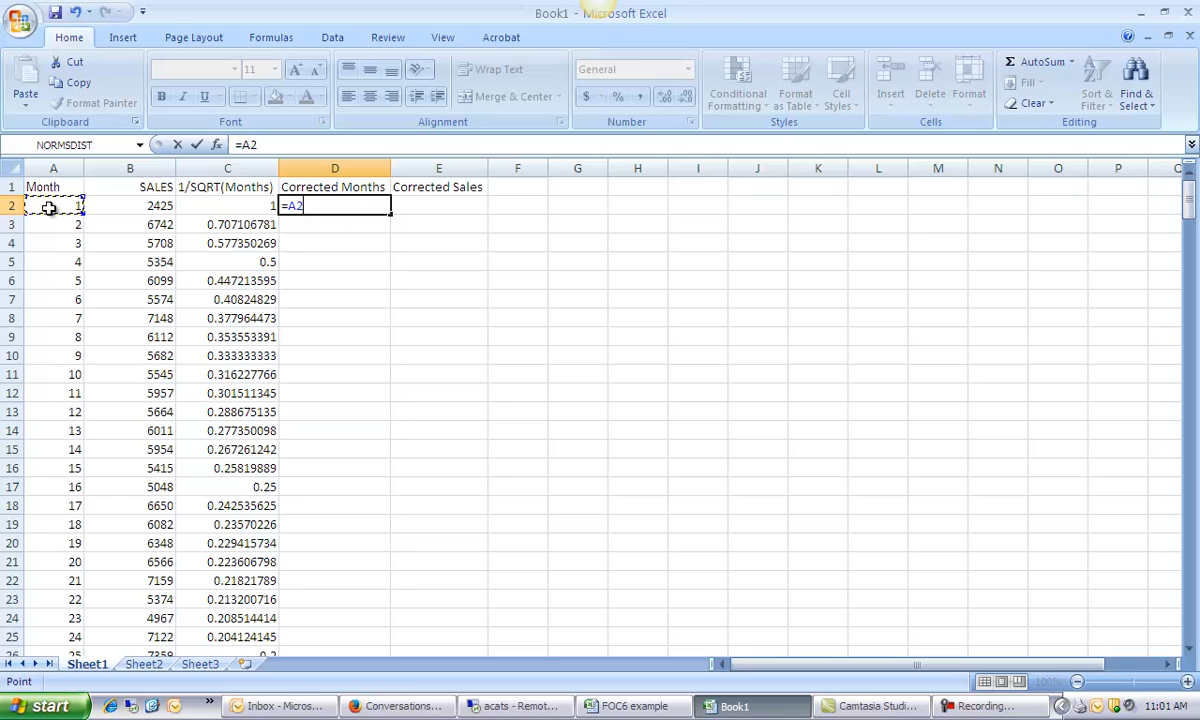 Book1 - Microsoft Excel
Home Insert Page Layout Formulas Data Review View Acrobat
Cut
Copy
Format Painter
Paste
Clipboard
11 A A
B I U A
Font
Wrap Text
Merge & Center
Alignment
General
$ % ,
Number
Conditional Formatting
Format as Table
Cell Styles
Styles
Insert Delete Format
Cells
Σ AutoSum
Fill
Clear
Sort & Filter
Find & Select
Editing
NORMSDIST fx =A2
A B C D E F G H I J K L M N O P
1 Month SALES 1/SQRT(Months) Corrected Months Corrected Sales
2 1 2425 1 =A2
3 2 6742 0.707106781
4 3 5708 0.577350269
5 4 5354 0.5
6 5 6099 0.447213595
7 6 5574 0.40824829
8 7 7148 0.377964473
9 8 6112 0.353553391
10 9 5682 0.333333333
11 10 5545 0.316227766
12 11 5957 0.301511345
13 12 5664 0.288675135
14 13 6011 0.277350098
15 14 5954 0.267261242
16 15 5415 0.25819889
17 16 5048 0.25
18 17 6650 0.242535625
19 18 6082 0.23570226
20 19 6348 0.229415734
21 20 6566 0.223606798
22 21 7159 0.21821789
23 22 5374 0.213200716
24 23 4967 0.208514414
25 24 7122 0.204124145
26 25 7359 0.2
Sheet1 Sheet2 Sheet3
Point 100%
start Inbox - Micros... Conversations... acats - Remot... FOC6 example Book1 Camtasia Studi... Recording... 11:01 AM